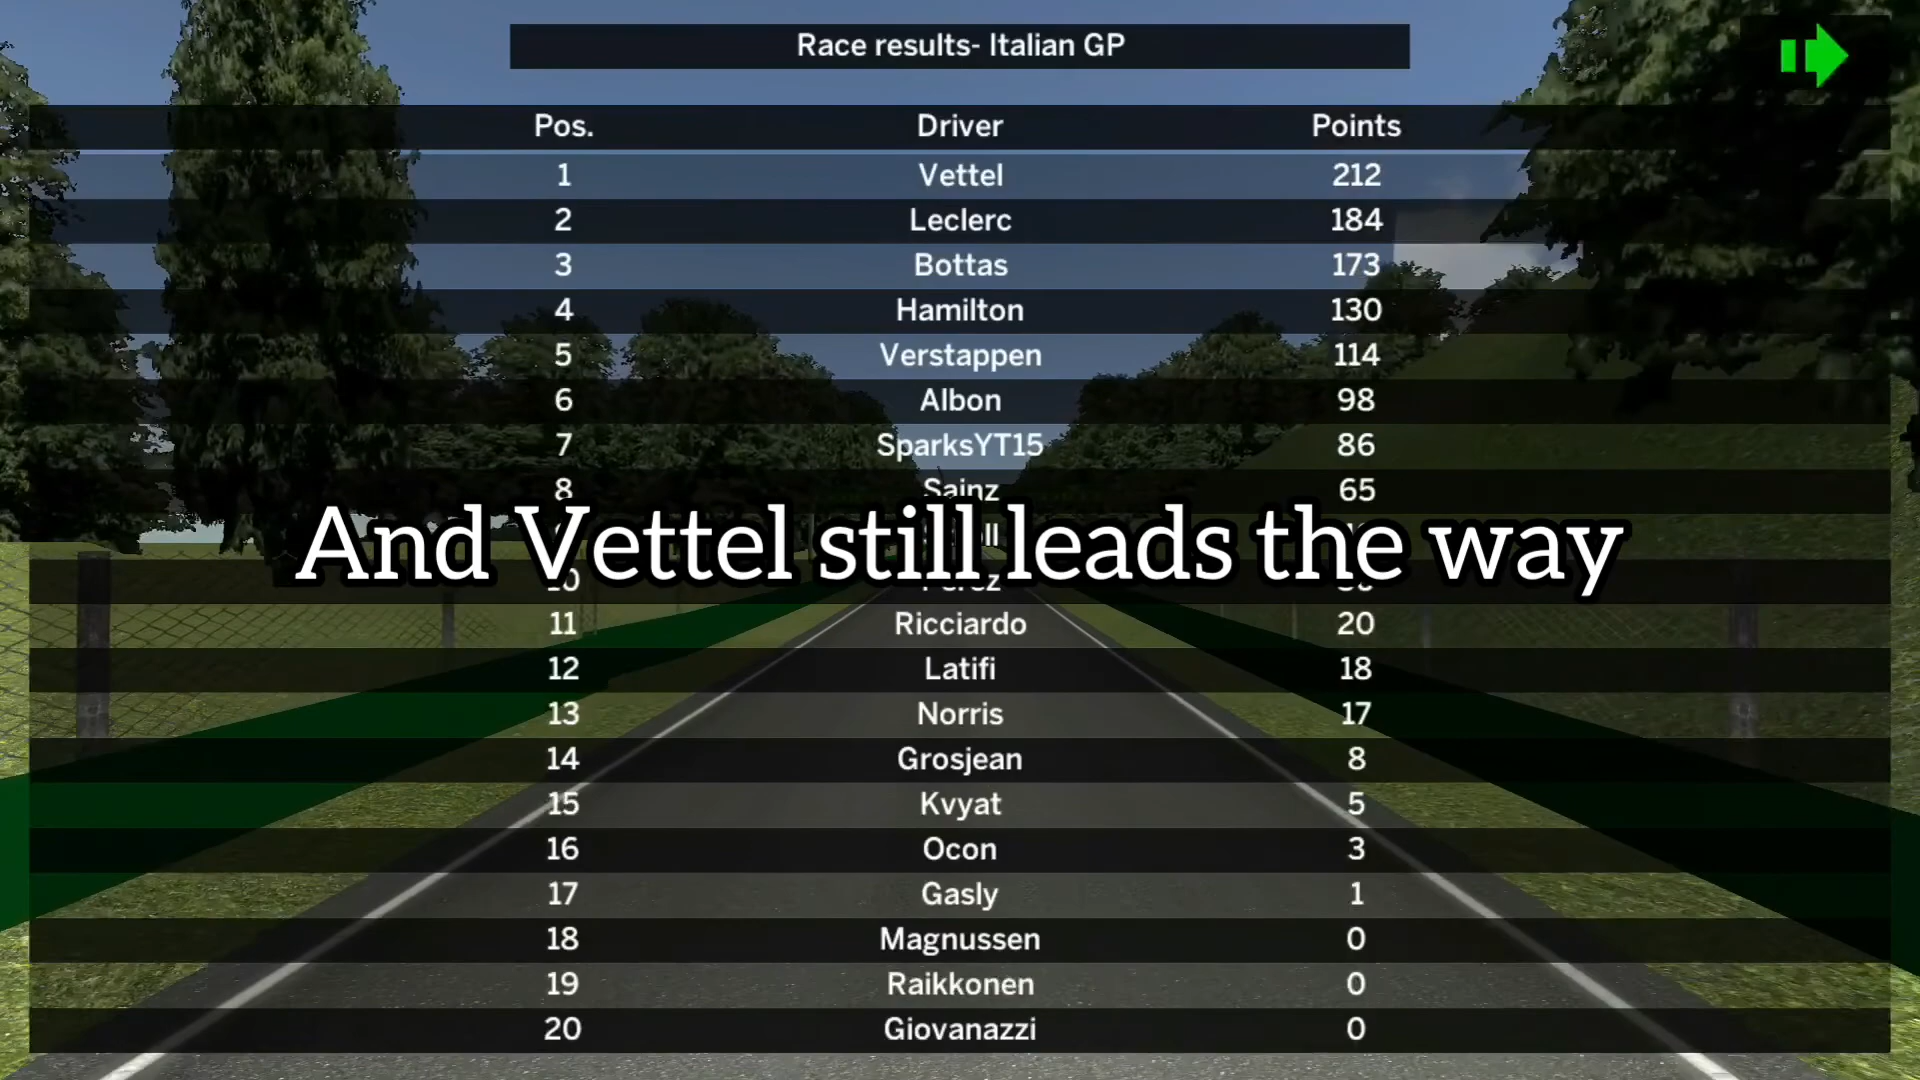 Race results- Italian GP
Pos. Driver Points
1 Vettel 212
2 Leclerc 184
3 Bottas 173
4 Hamilton 130
5 Verstappen 114
6 Albon 98
7 SparksYT15 86
8 Sainz 65
And Vettel still leads the way
10 Perez
11 Ricciardo 20
12 Latifi 18
13 Norris 17
14 Grosjean 8
15 Kvyat 5
16 Ocon 3
17 Gasly 1
18 Magnussen 0
19 Raikkonen 0
20 Giovanazzi 0